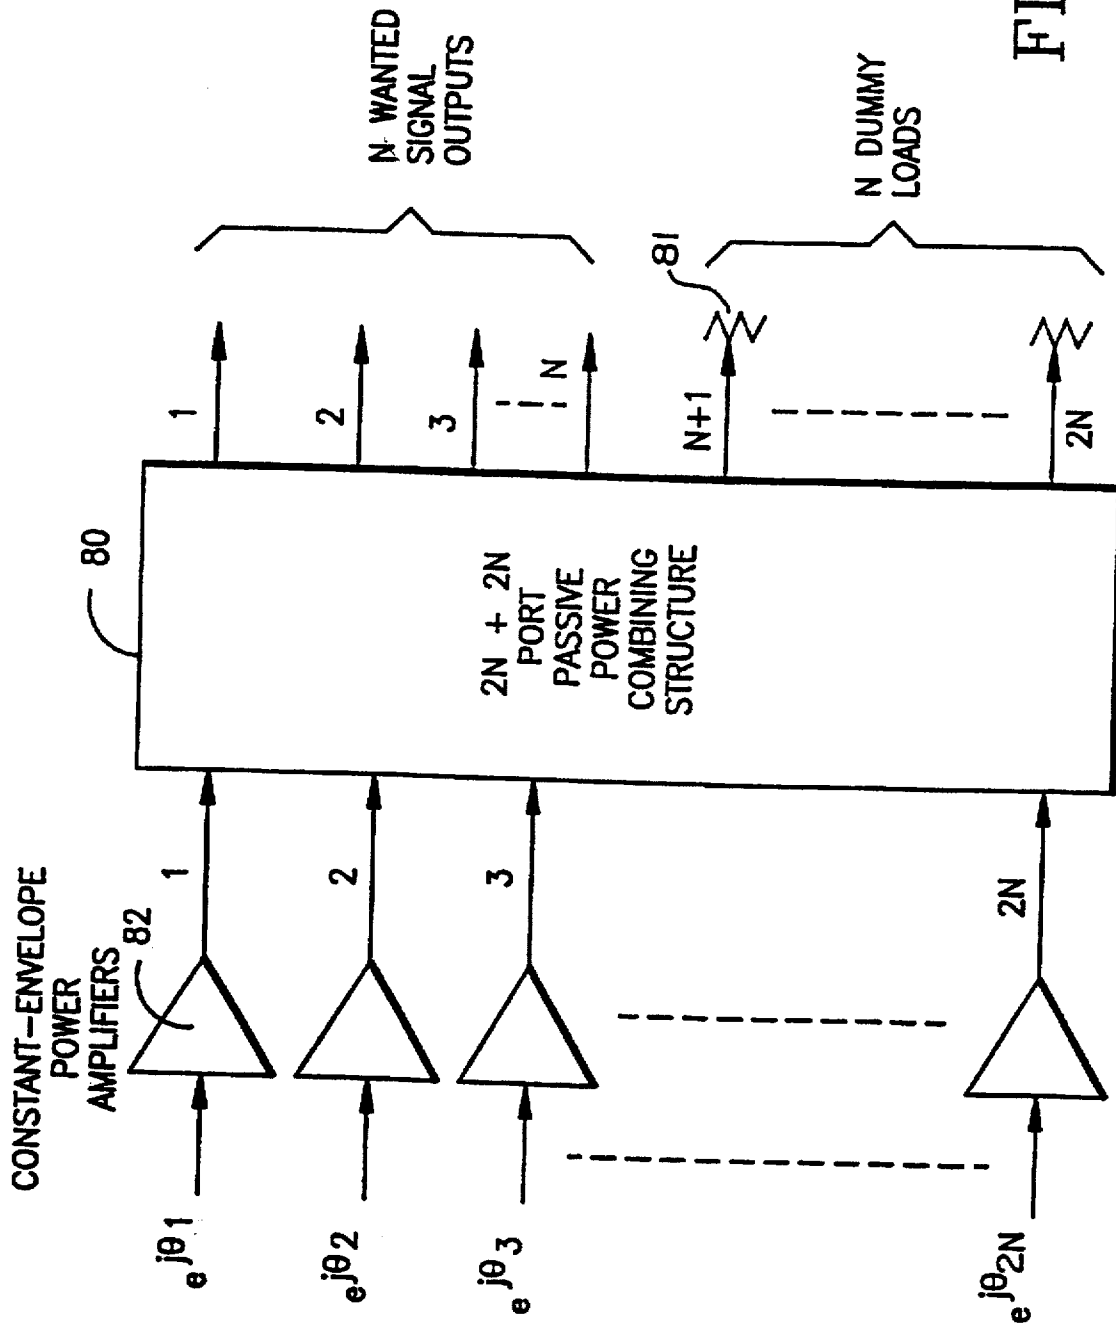 CONSTANT-ENVELOPE
POWER
AMPLIFIERS
82
80
e^jθ1
e^jθ2
e^jθ3
e^jθ2N
1
2
3
2N
2N + 2N
PORT
PASSIVE
POWER
COMBINING
STRUCTURE
1
2
3
N
N+1
2N
81
N WANTED
SIGNAL
OUTPUTS
N DUMMY
LOADS